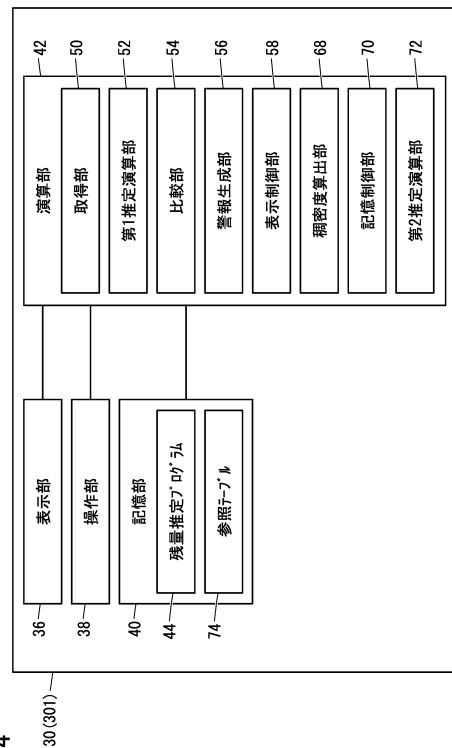 4
30(301)
36
表示部
38
操作部
40
記憶部
44
残量推定プログラム
74
参照テーブル
42
演算部
50
取得部
52
第1推定演算部
54
比較部
56
警報生成部
58
表示制御部
68
稠密度算出部
70
記憶制御部
72
第2推定演算部